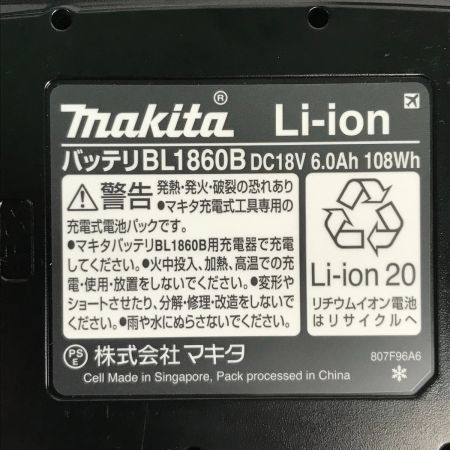 makita® Li-ion
バッテリBL1860B DC18V 6.0Ah 108Wh
⚠警告 発熱・発火・破裂の恐れあり
●マキタ充電式工具専用の
充電式電池パックです。
●マキタバッテリBL1860B用充電器で充電
してください。●火中投入、加熱、高温での充
電・使用・放置をしないでください。●変形や
ショートさせたり、分解・修理・改造をしないで
ください。●雨や水にぬらさないでください。
Li-ion 20
リチウムイオン電池
はリサイクルへ
PS
E
株式会社マキタ
807F96A6
Cell Made in Singapore, Pack processed in China